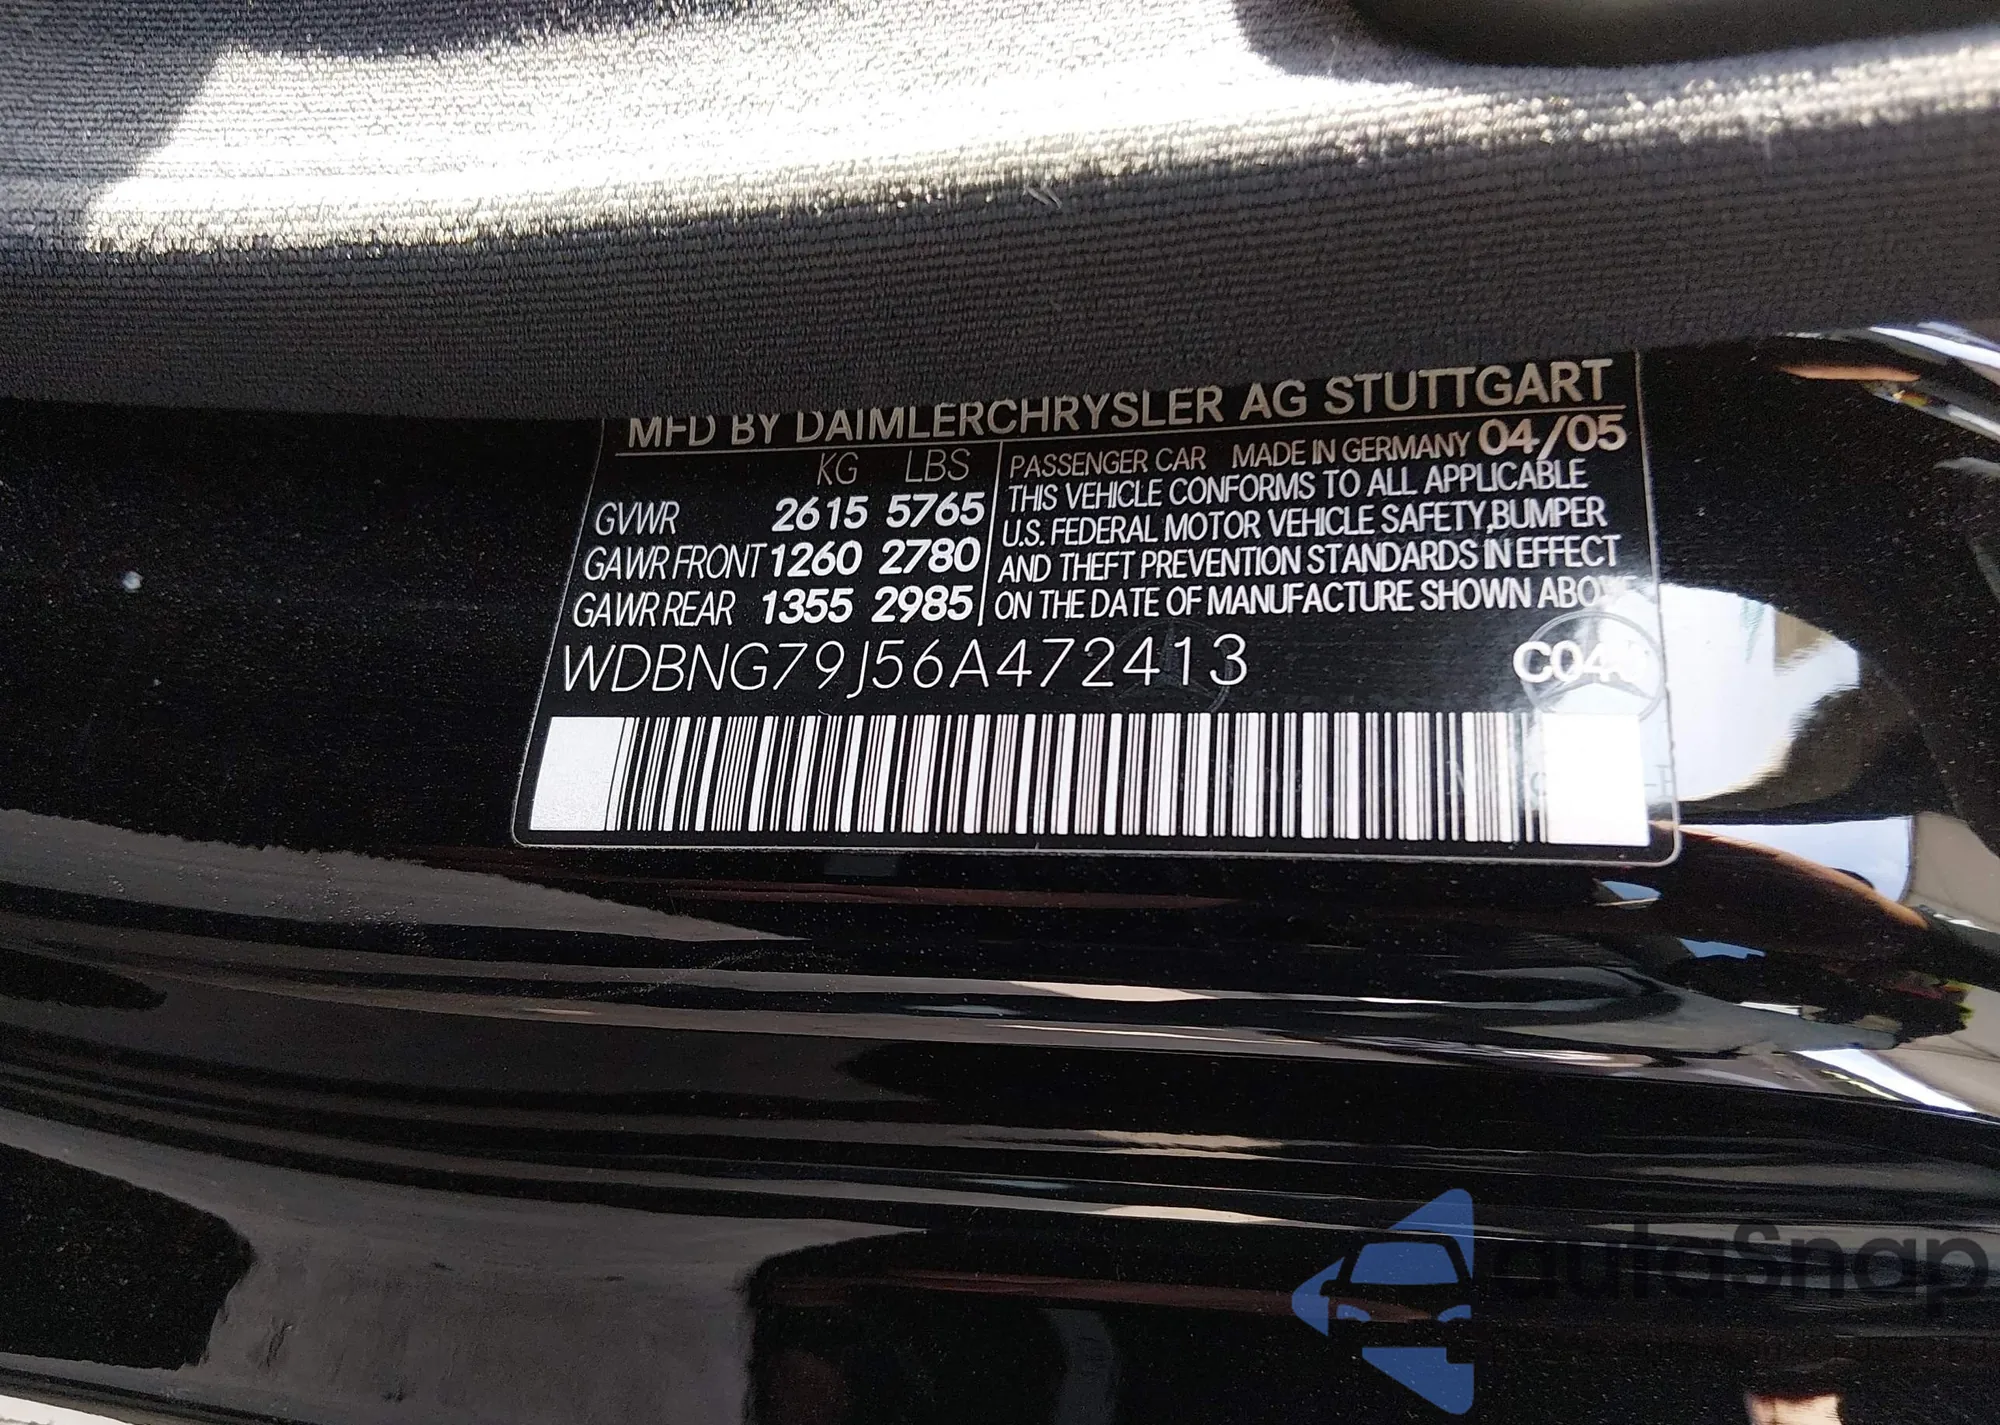 MFD BY DAIMLERCHRYSLER AG STUTTGART
KG LBS
GVWR 2615 5765
GAWR FRONT 1260 2780
GAWR REAR 1355 2985
PASSENGER CAR MADE IN GERMANY 04/05
THIS VEHICLE CONFORMS TO ALL APPLICABLE
U.S. FEDERAL MOTOR VEHICLE SAFETY, BUMPER
AND THEFT PREVENTION STANDARDS IN EFFECT
ON THE DATE OF MANUFACTURE SHOWN ABOVE
WDBNG79J56A472413
aulaSnap